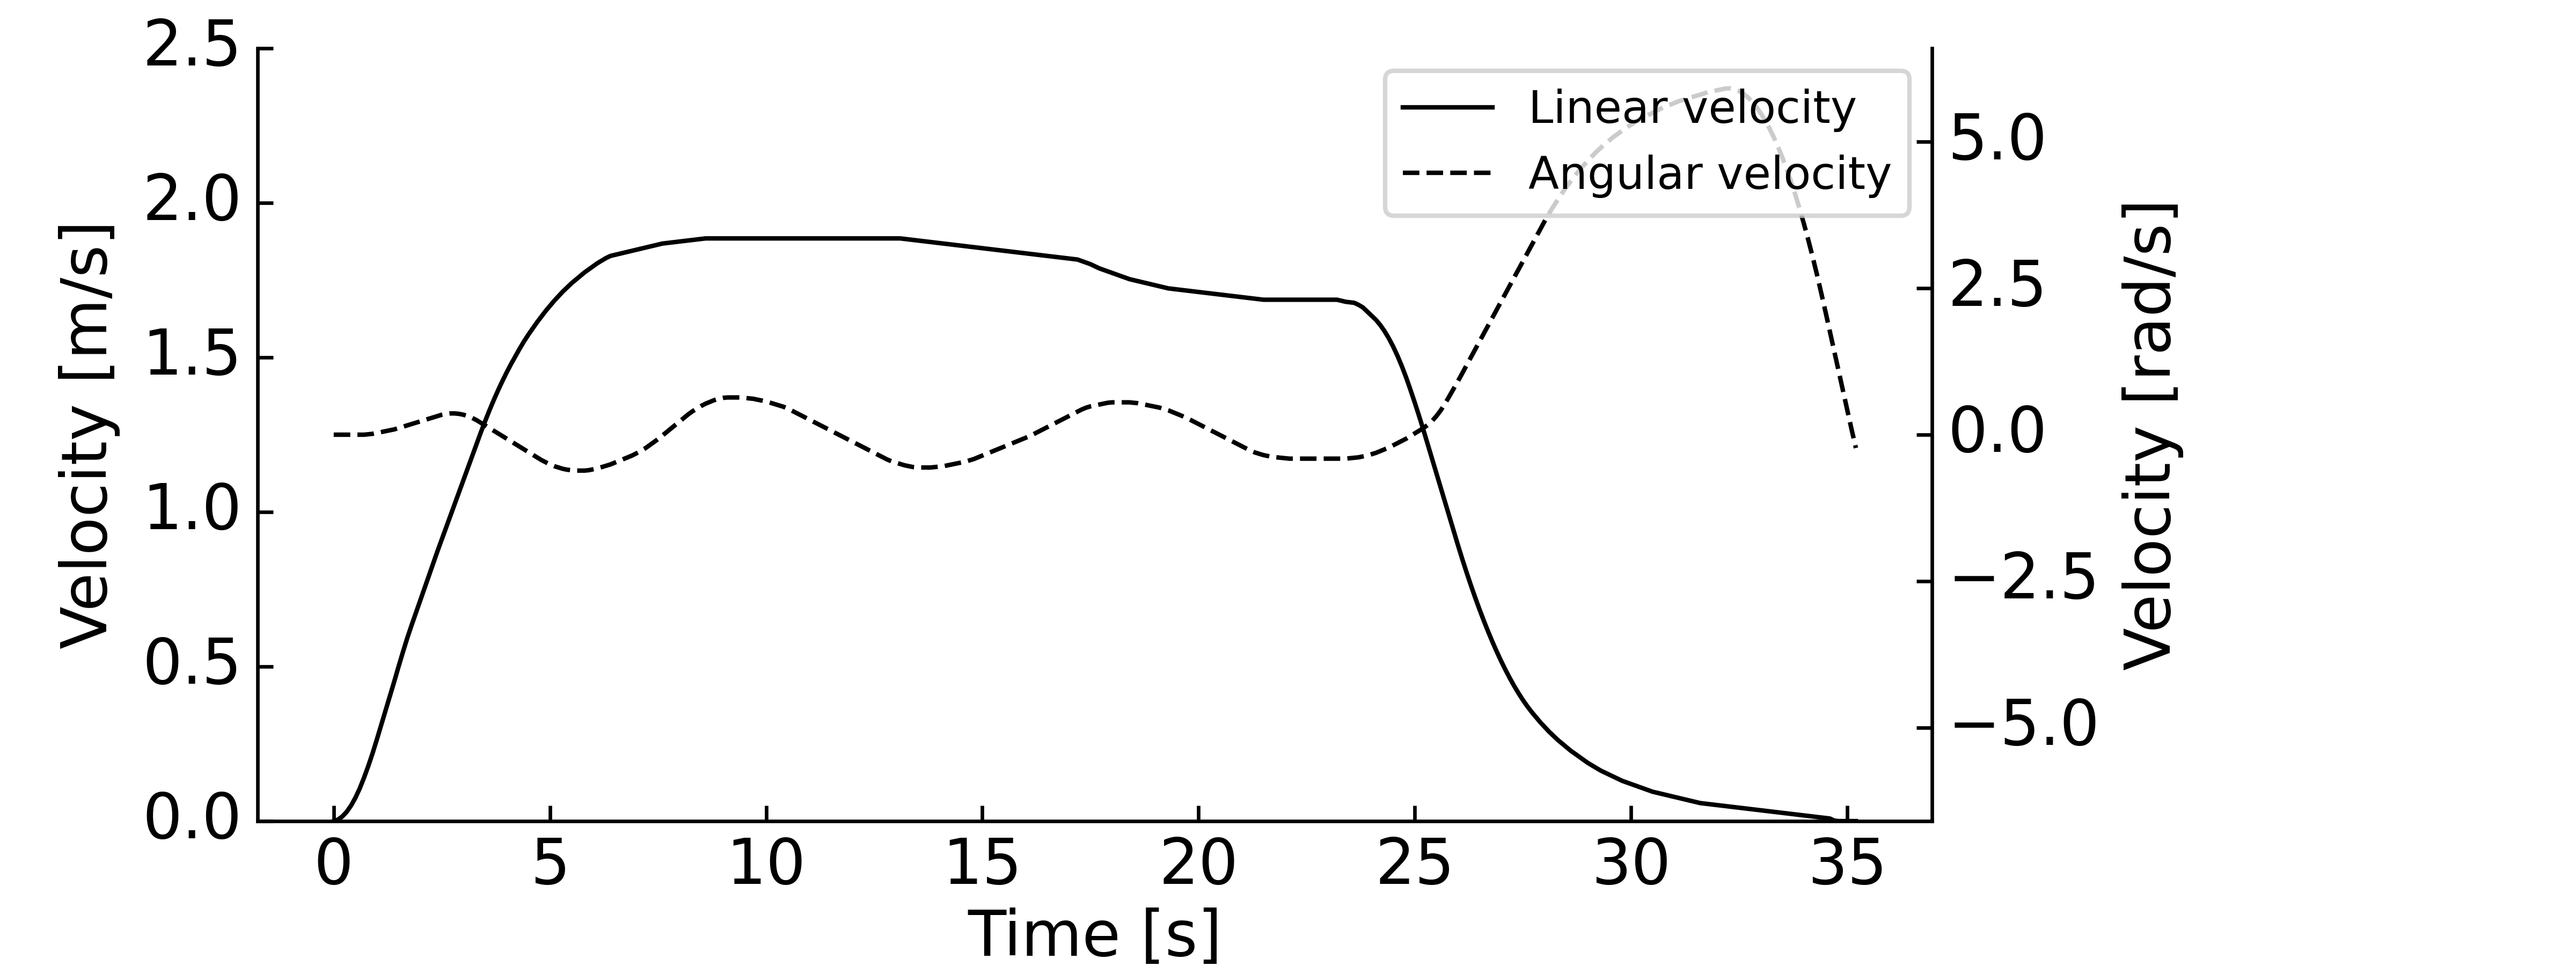 2.5
2.0
1.5
1.0
0.5
0.0
Velocity [m/s]
Linear velocity
Angular velocity
5.0
2.5
0.0
−2.5
−5.0
Velocity [rad/s]
0 5 10 15 20 25 30 35
Time [s]